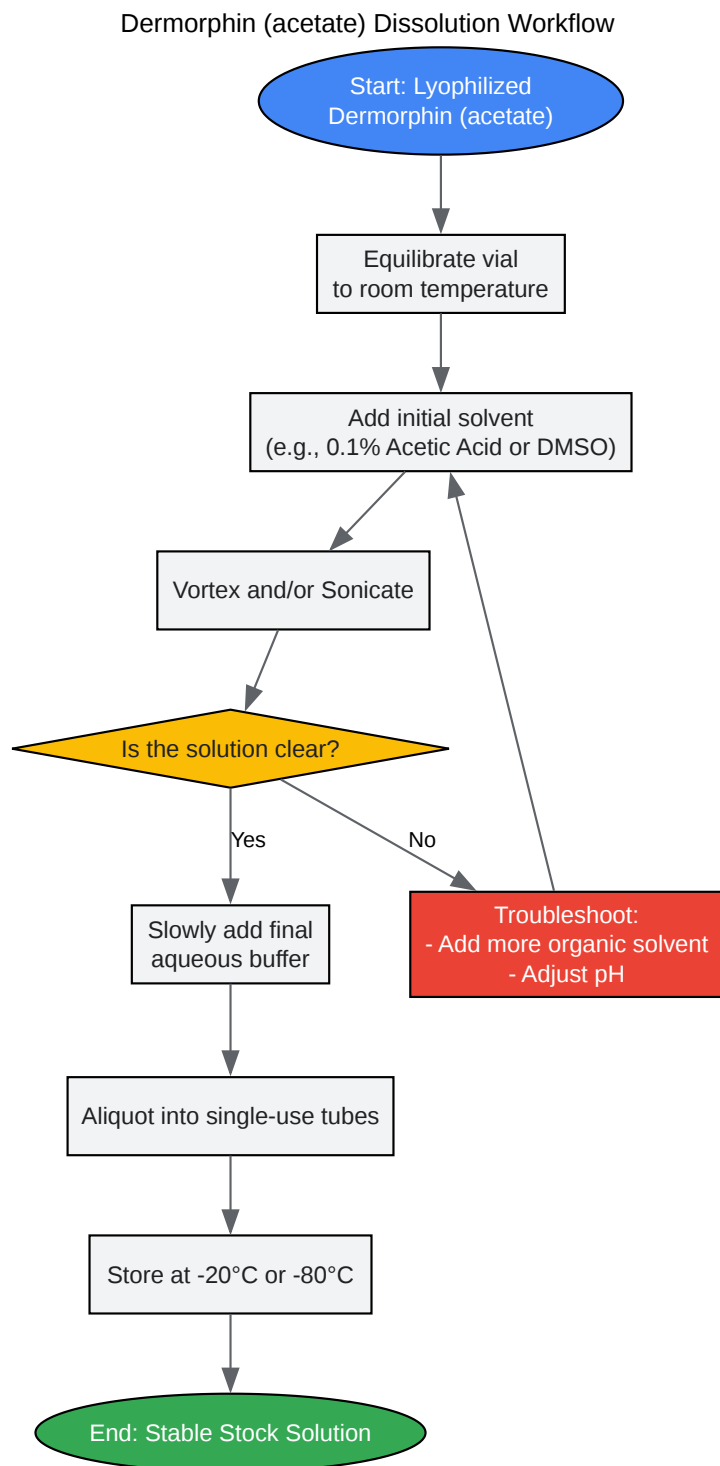 Dermorphin (acetate) Dissolution Workflow
Start: Lyophilized
Dermorphin (acetate)
Equilibrate vial
to room temperature
Add initial solvent
(e.g., 0.1% Acetic Acid or DMSO)
Vortex and/or Sonicate
Is the solution clear?
Yes
No
Slowly add final
aqueous buffer
Troubleshoot:
- Add more organic solvent
- Adjust pH
Aliquot into single-use tubes
Store at -20°C or -80°C
End: Stable Stock Solution